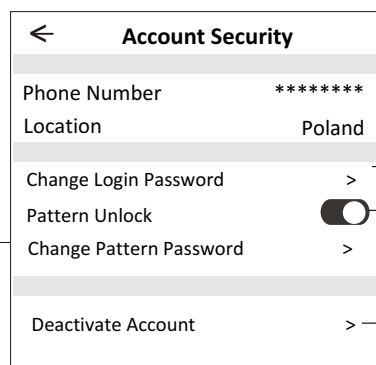 Account Security
Phone Number ********
Location Poland
Change Login Password >
Pattern Unlock
Change Pattern Password >
Deactivate Account >